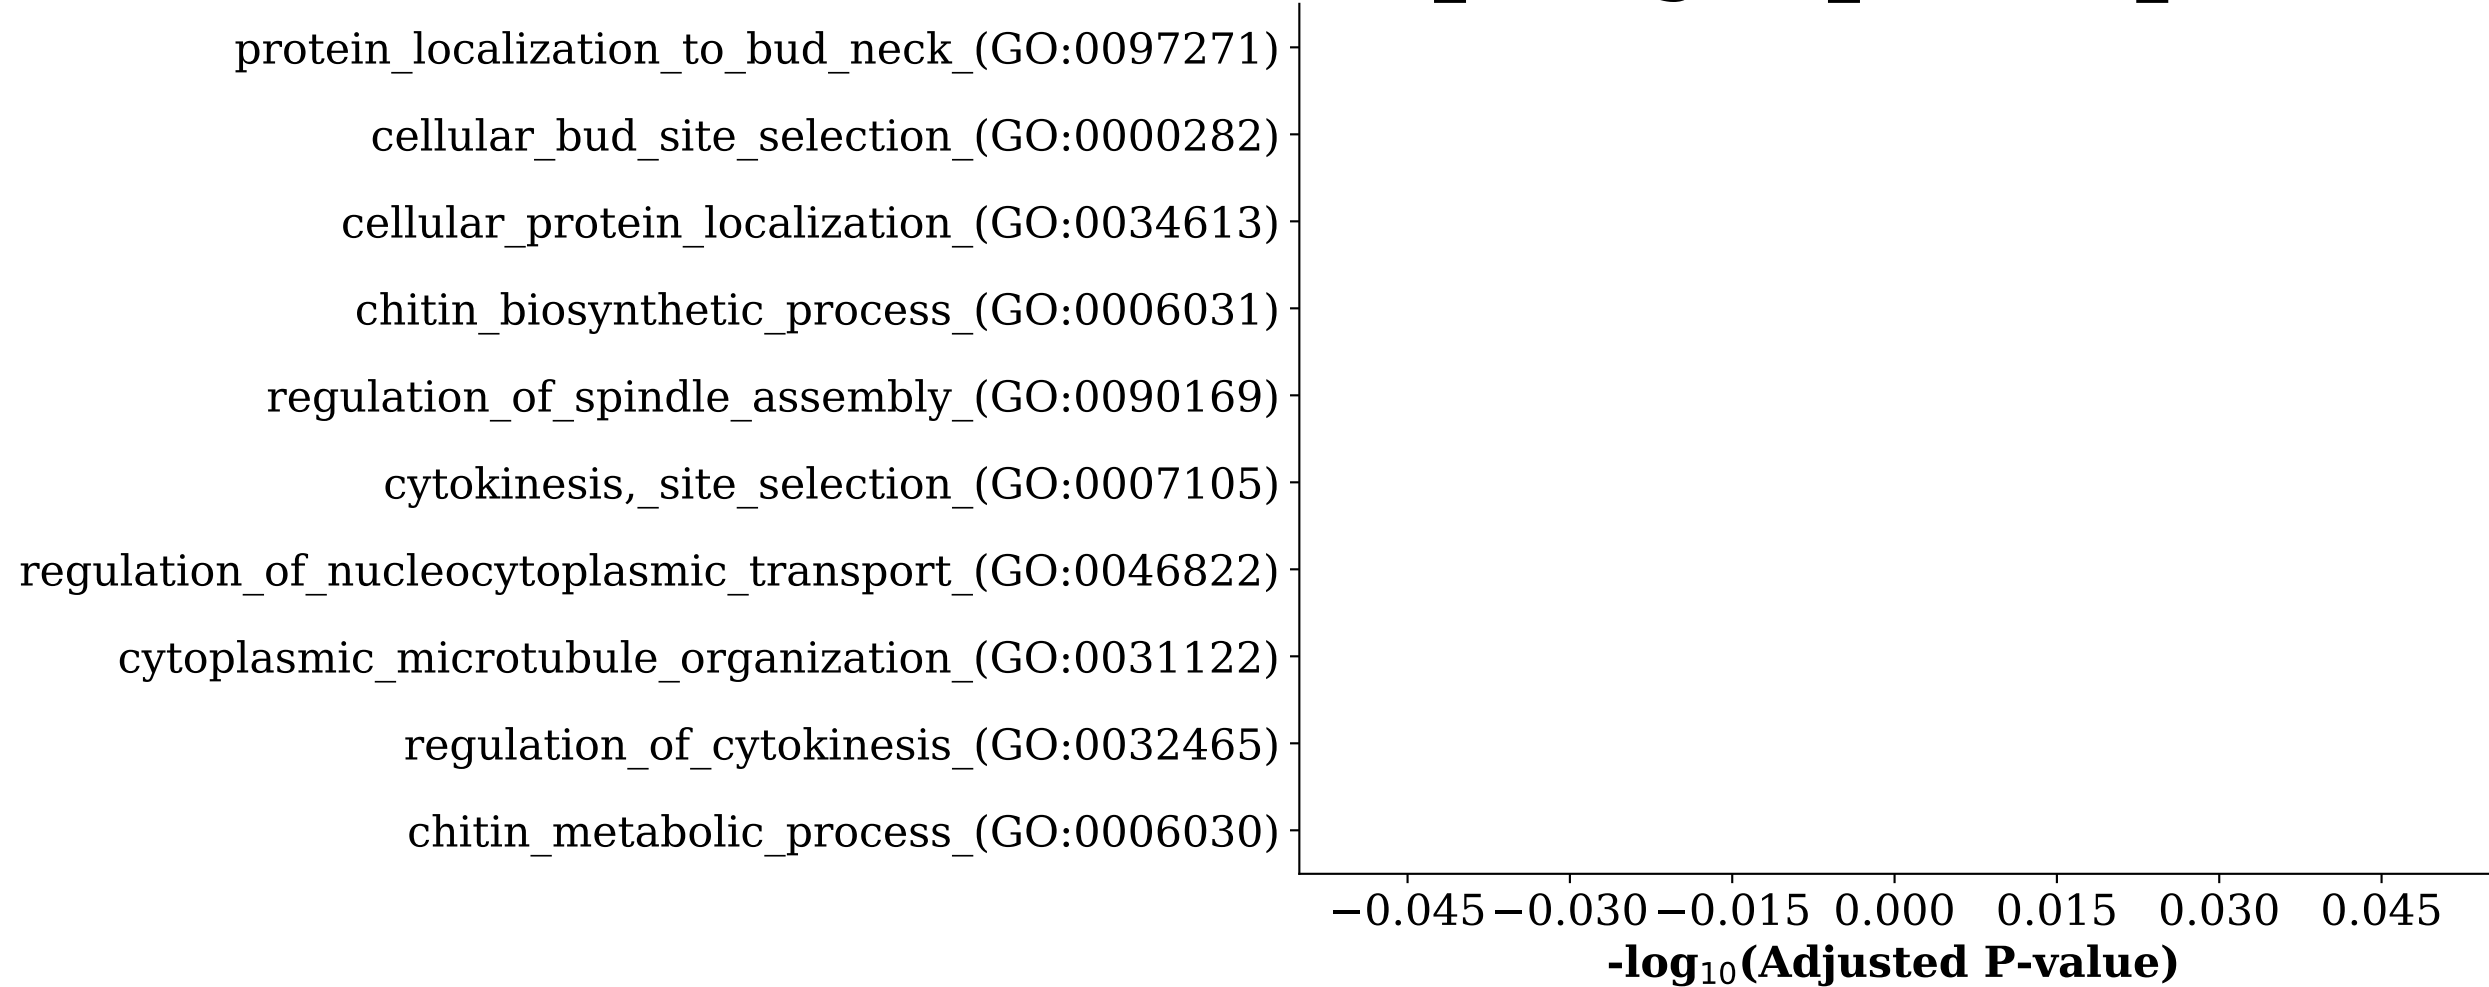 protein_localization_to_bud_neck_(GO:0097271)
cellular_bud_site_selection_(GO:0000282)
cellular_protein_localization_(GO:0034613)
chitin_biosynthetic_process_(GO:0006031)
regulation_of_spindle_assembly_(GO:0090169)
cytokinesis,_site_selection_(GO:0007105)
regulation_of_nucleocytoplasmic_transport_(GO:0046822)
cytoplasmic_microtubule_organization_(GO:0031122)
regulation_of_cytokinesis_(GO:0032465)
chitin_metabolic_process_(GO:0006030)
−0.045 −0.030 −0.015 0.000 0.015 0.030 0.045
-log₁₀(Adjusted P-value)